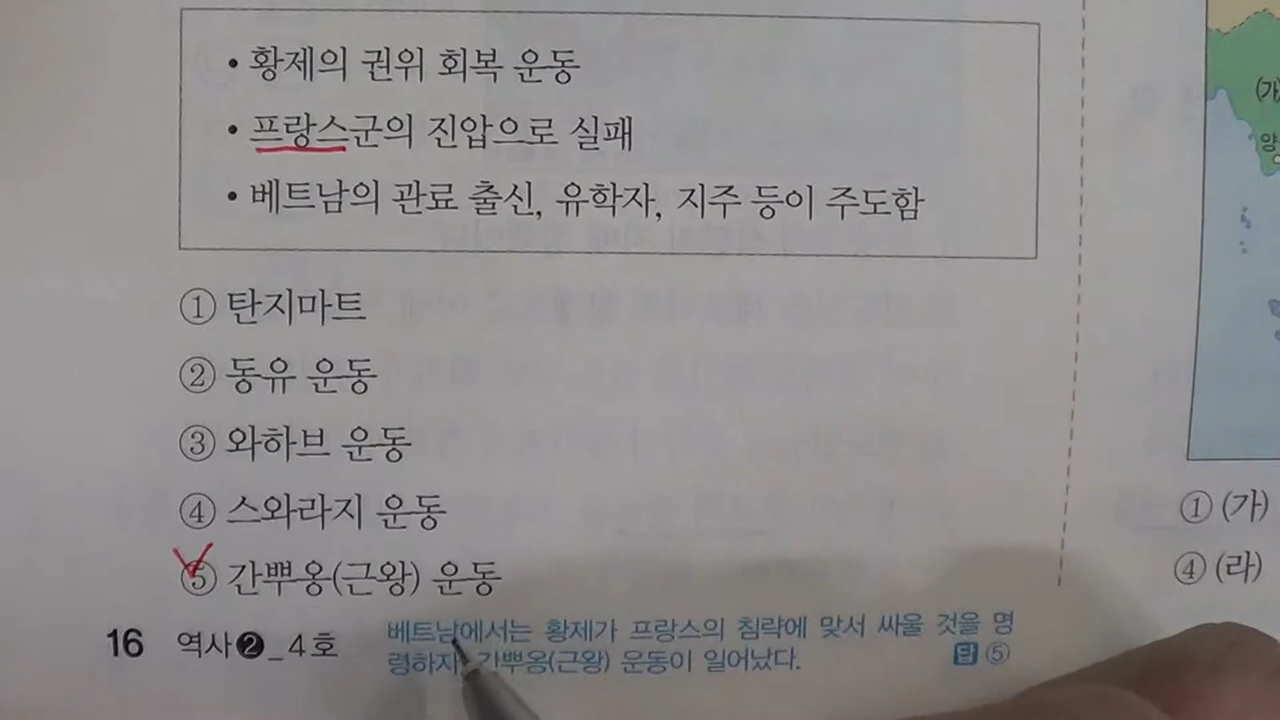 • 황제의 권위 회복 운동
• 프랑스군의 진압으로 실패
• 베트남의 관료 출신, 유학자, 지주 등이 주도함
① 탄지마트
② 동유 운동
③ 와하브 운동
④ 스와라지 운동
⑤ 간뿌옹(근왕) 운동
베트남에서는 황제가 프랑스의 침략에 맞서 싸울 것을 명
령하자 간뿌옹(근왕) 운동이 일어났다.
답 ⑤
16 역사❷_4호
(가)
양
① (가)
④ (라)